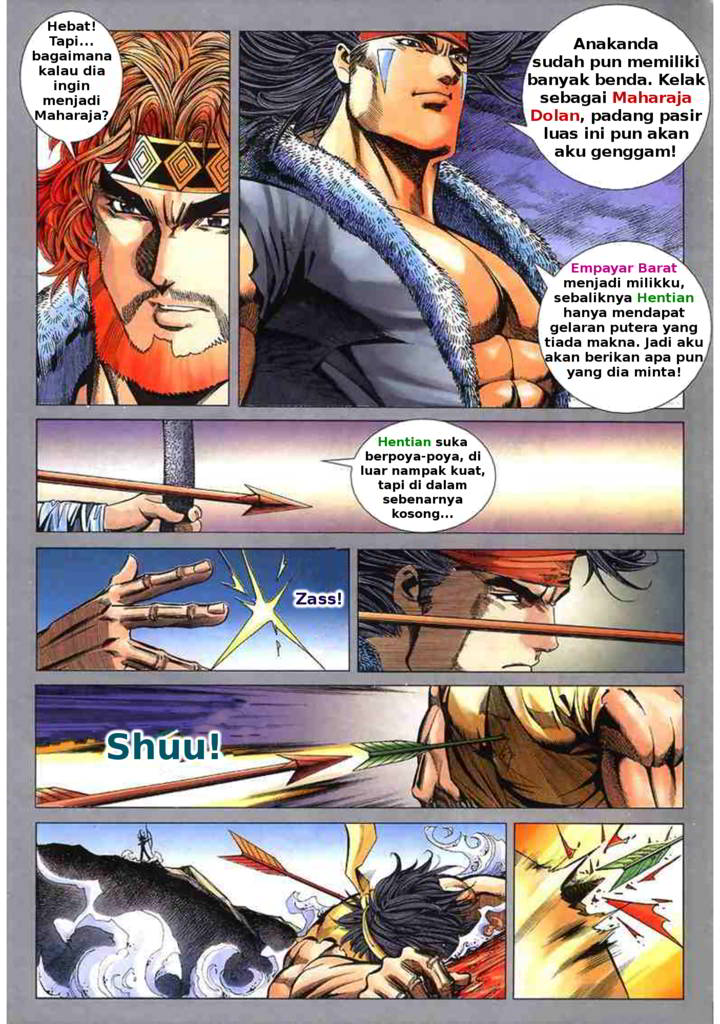 Hebat!
Tapi...
bagaimana
kalau dia
ingin
menjadi
Maharaja?
Anakanda
sudah pun memiliki
banyak benda. Kelak
sebagai Maharaja
Dolan, padang pasir
luas ini pun akan
aku genggam!
Empayar Barat
menjadi milikku,
sebaliknya Hentian
hanya mendapat
gelaran putera yang
tiada makna. Jadi aku
akan berikan apa pun
yang dia minta!
Hentian suka
berpoya-poya, di
luar nampak kuat,
tapi di dalam
sebenarnya
kosong...
Zass!
Shuu!